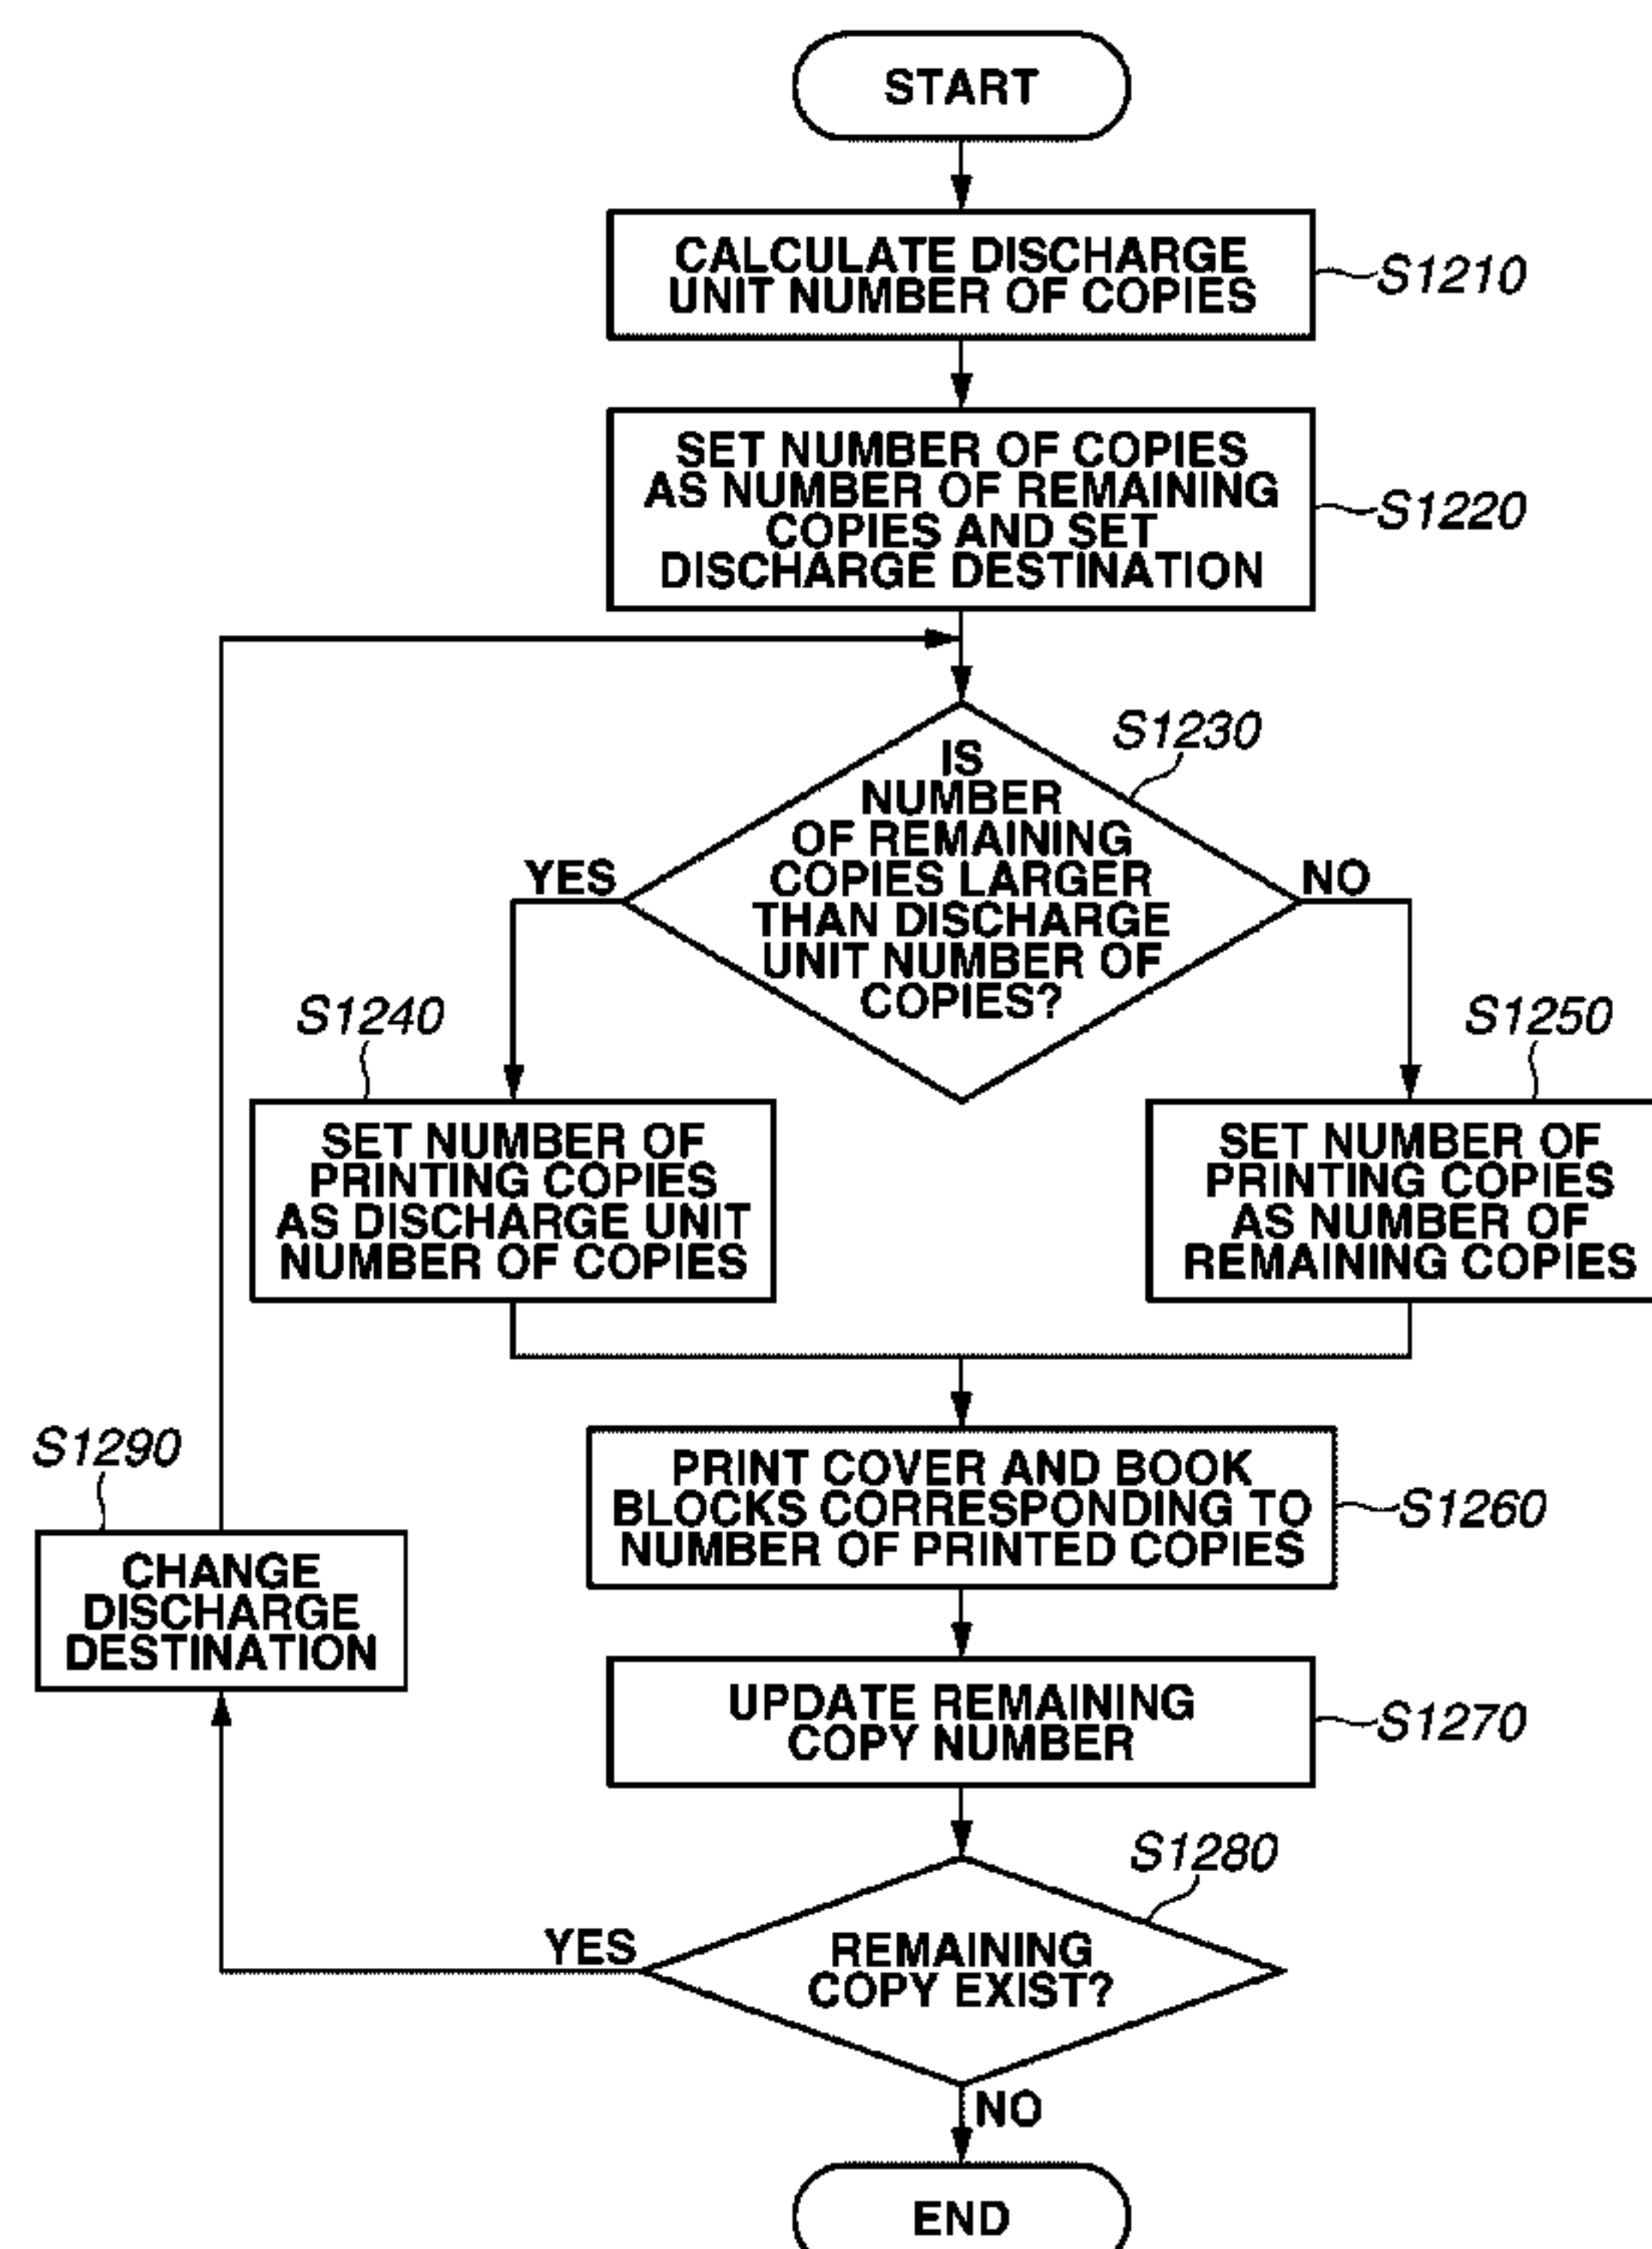 START
CALCULATE DISCHARGE
UNIT NUMBER OF COPIES
S1210
SET NUMBER OF COPIES
AS NUMBER OF REMAINING
COPIES AND SET
DISCHARGE DESTINATION
S1220
S1230
IS
NUMBER
OF REMAINING
COPIES LARGER
THAN DISCHARGE
UNIT NUMBER OF
COPIES?
YES
NO
S1240
SET NUMBER OF
PRINTING COPIES
AS DISCHARGE UNIT
NUMBER OF COPIES
S1250
SET NUMBER OF
PRINTING COPIES
AS NUMBER OF
REMAINING COPIES
PRINT COVER AND BOOK
BLOCKS CORRESPONDING TO
NUMBER OF PRINTED COPIES
S1260
S1290
CHANGE
DISCHARGE
DESTINATION
UPDATE REMAINING
COPY NUMBER
S1270
S1280
REMAINING
COPY EXIST?
YES
NO
END